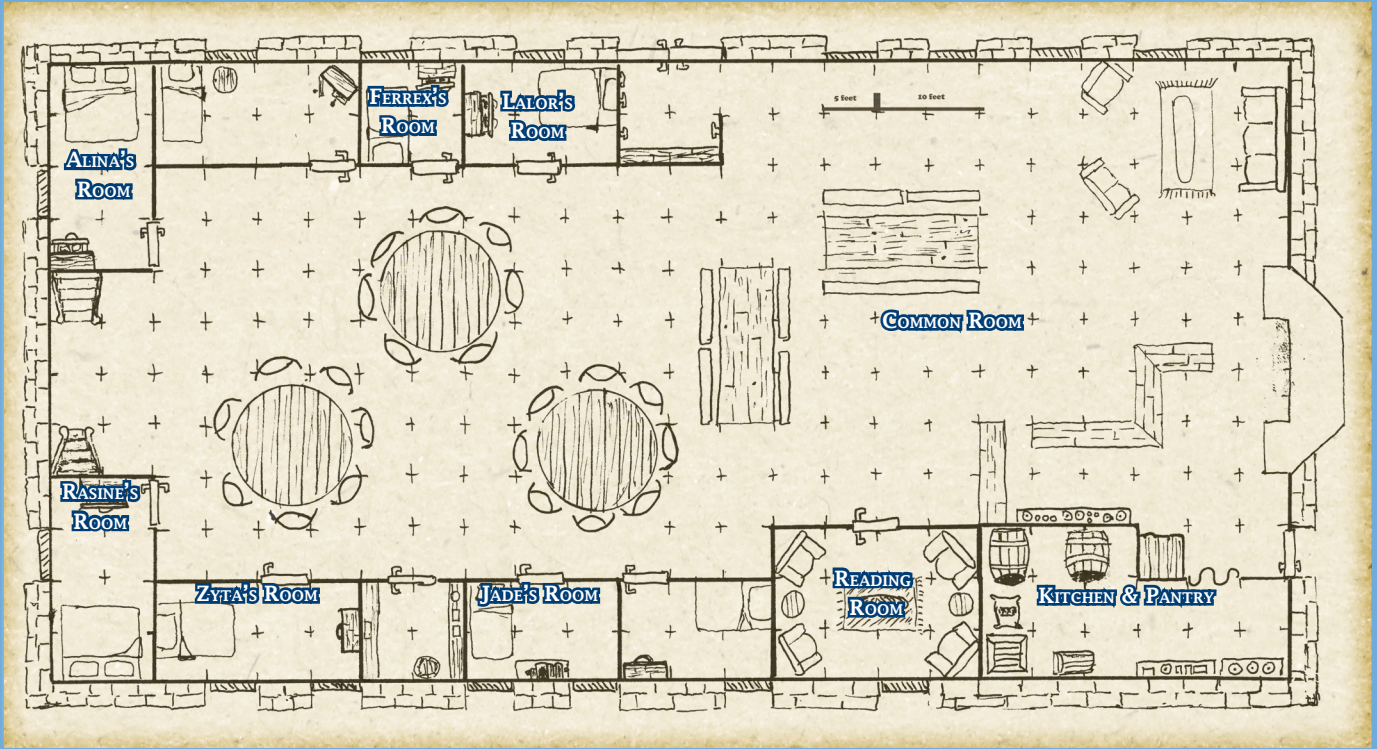 5 feet
10 feet
Ferrex's
Room
Lalor's
Room
Alina's
Room
Common Room
Rasine's
Room
Zyta's Room
Jade's Room
Reading
Room
Kitchen & Pantry